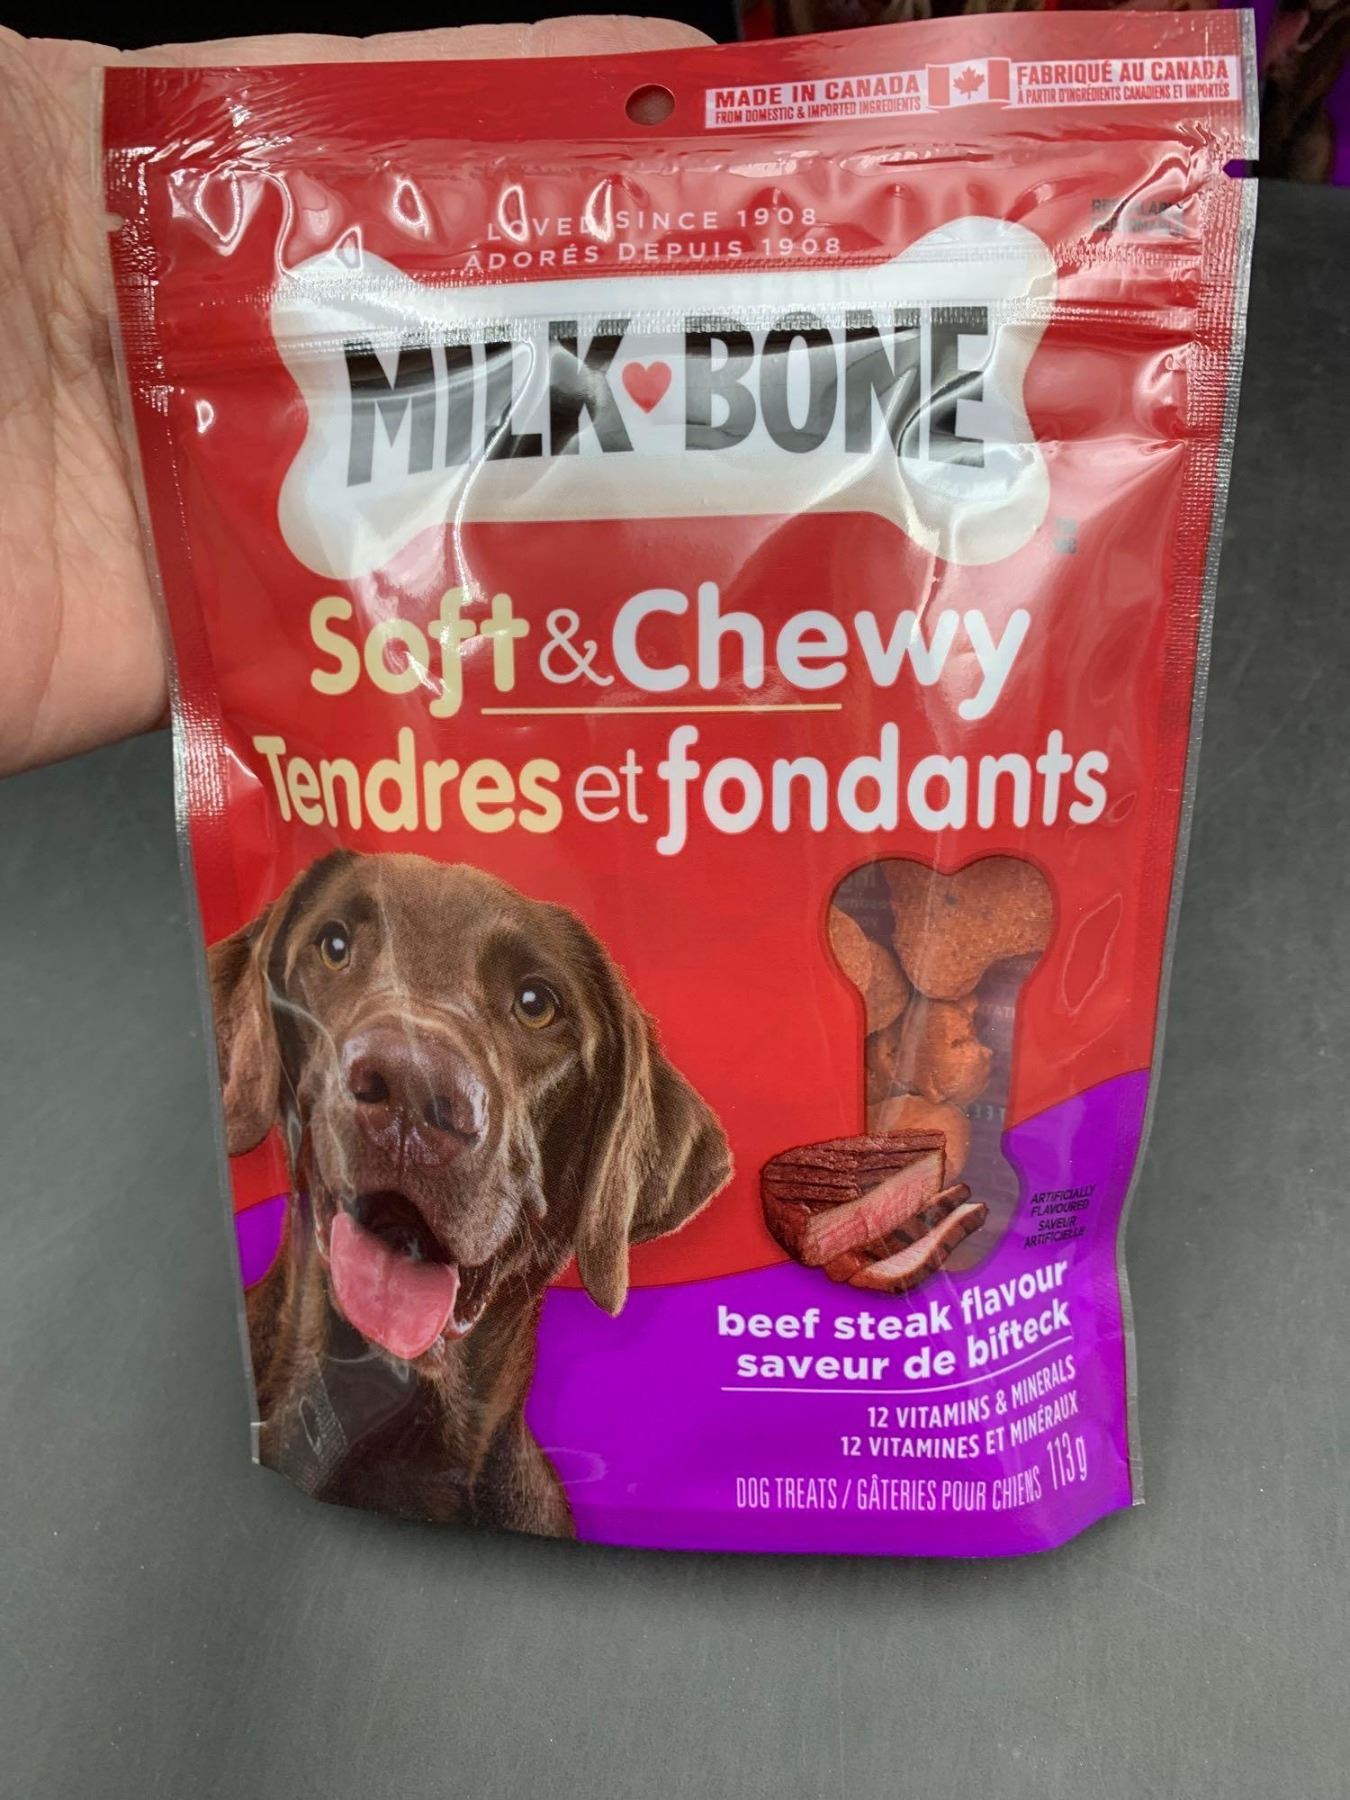 MADE IN CANADA
FROM DOMESTIC & IMPORTED INGREDIENTS
FABRIQUÉ AU CANADA
À PARTIR D'INGRÉDIENTS CANADIENS ET IMPORTÉS
LOVED SINCE 1908
ADORÉS DEPUIS 1908
MILK BONE
Soft & Chewy
Tendres et fondants
ARTIFICIALLY
FLAVOURED
SAVEUR
ARTIFICIELLE
beef steak flavour
saveur de bifteck
12 VITAMINS & MINERALS
12 VITAMINES ET MINÉRAUX
DOG TREATS / GÂTERIES POUR CHIENS 113 g